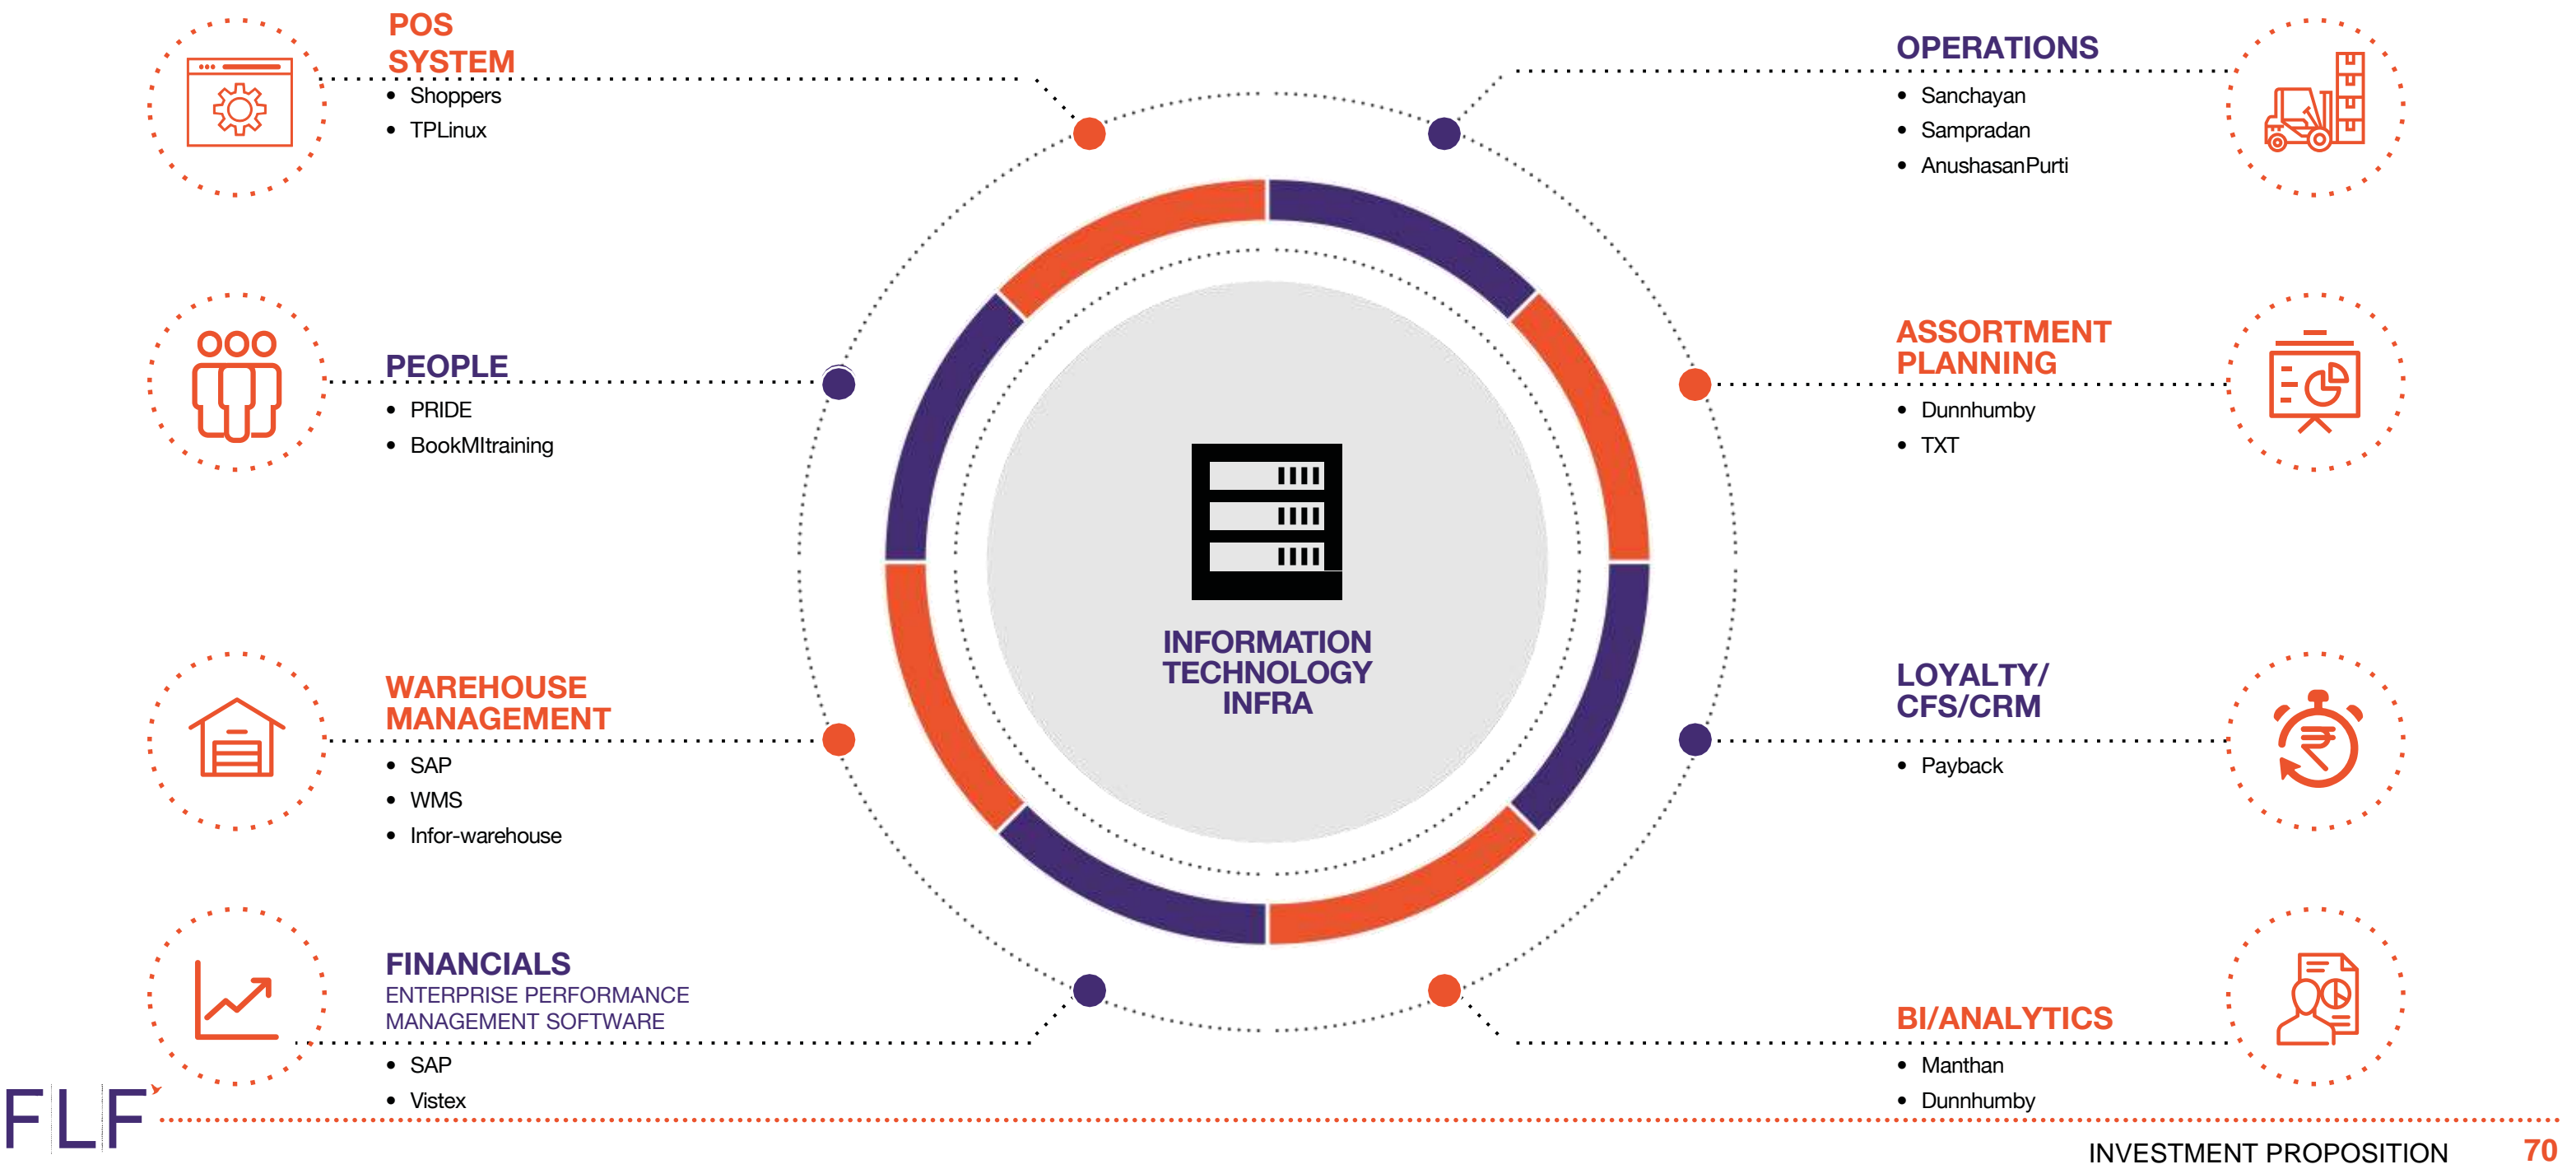 POS
SYSTEM
• Shoppers
• TPLinux
PEOPLE
• PRIDE
• BookMItraining
WAREHOUSE
MANAGEMENT
• SAP
• WMS
• Infor-warehouse
FINANCIALS
ENTERPRISE PERFORMANCE
MANAGEMENT SOFTWARE
• SAP
• Vistex
INFORMATION
TECHNOLOGY
INFRA
OPERATIONS
• Sanchayan
• Sampradan
• AnushasanPurti
ASSORTMENT
PLANNING
• Dunnhumby
• TXT
LOYALTY/
CFS/CRM
• Payback
BI/ANALYTICS
• Manthan
• Dunnhumby
FLF
INVESTMENT PROPOSITION 70